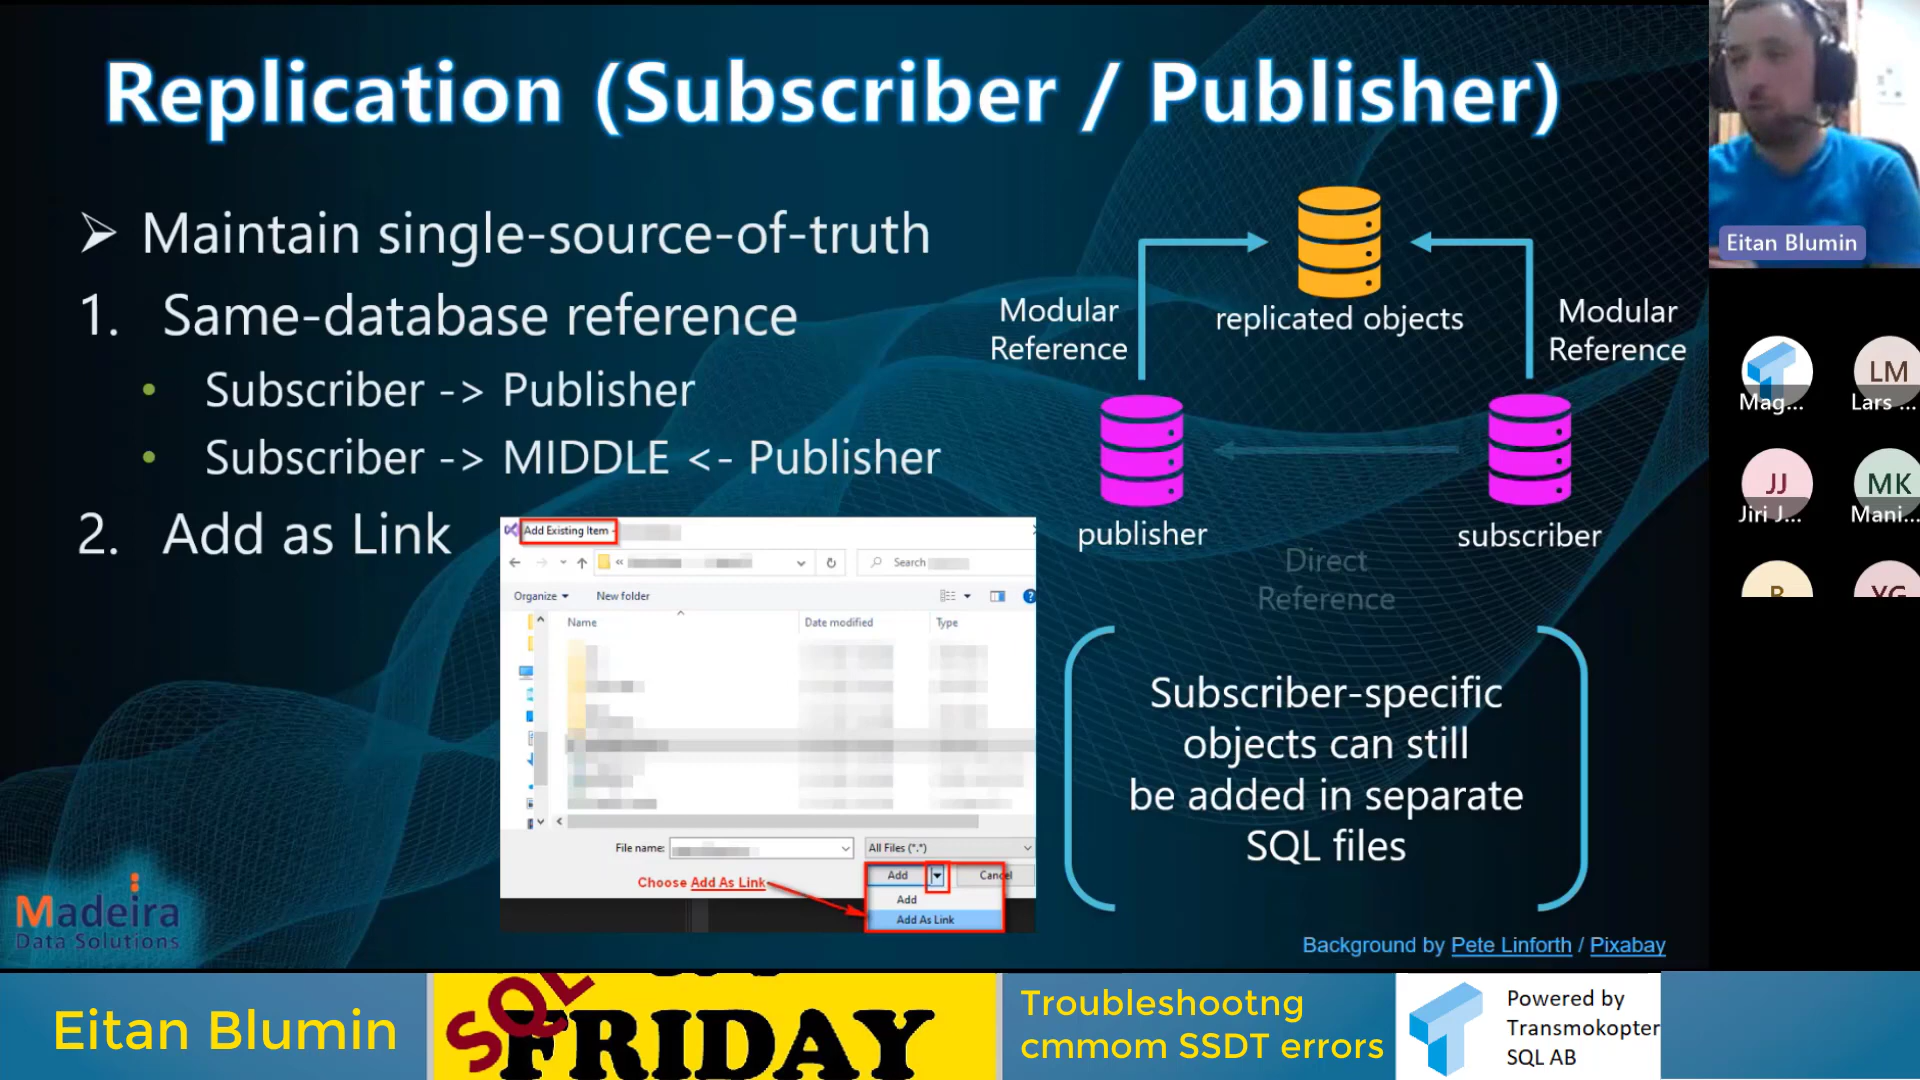 Replication (Subscriber / Publisher)
➢ Maintain single-source-of-truth
1. Same-database reference
• Subscriber -> Publisher
• Subscriber -> MIDDLE <- Publisher
2. Add as Link
Modular
Reference
replicated objects
Modular
Reference
publisher
subscriber
Direct
Reference
Add Existing Item -
Search
Organize
New folder
Name
Date modified
Type
File name:
All Files (*.*)
Add
Cancel
Choose Add As Link
Add
Add As Link
Subscriber-specific
objects can still
be added in separate
SQL files
Madeira
Data Solutions
Background by Pete Linforth / Pixabay
Eitan Blumin
Mag...
LM
Lars ...
JJ
Jiri J...
MK
Mani...
YG
Eitan Blumin
SQL
FRIDAY
Troubleshootng
cmmom SSDT errors
Powered by
Transmokopter
SQL AB